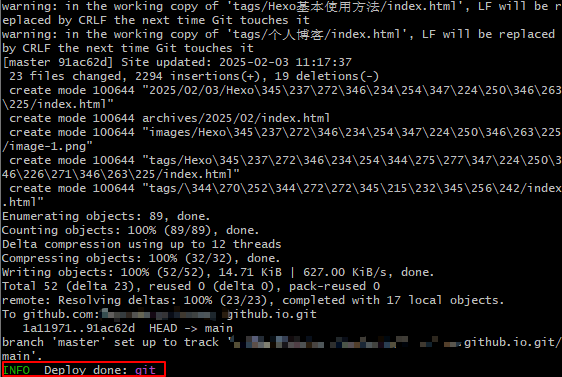 warning: in the working copy of 'tags/Hexo基本使用方法/index.html', LF will be r
eplaced by CRLF the next time Git touches it
warning: in the working copy of 'tags/个人博客/index.html', LF will be replaced
by CRLF the next time Git touches it
[master 91ac62d] Site updated: 2025-02-03 11:17:37
23 files changed, 2294 insertions(+), 19 deletions(-)
create mode 100644 "2025/02/03/Hexo\345\237\272\346\234\254\347\224\250\346\263
\225/index.html"
create mode 100644 archives/2025/02/index.html
create mode 100644 "images/Hexo\345\237\272\346\234\254\347\224\250\346\263\225
/image-1.png"
create mode 100644 "tags/Hexo\345\237\272\346\234\254\344\275\277\347\224\250\3
46\226\271\346\263\225/index.html"
create mode 100644 "tags/\344\270\252\344\272\272\345\215\232\345\256\242/index
.html"
Enumerating objects: 89, done.
Counting objects: 100% (89/89), done.
Delta compression using up to 12 threads
Compressing objects: 100% (32/32), done.
Writing objects: 100% (52/52), 14.71 KiB | 627.00 KiB/s, done.
Total 52 (delta 23), reused 0 (delta 0), pack-reused 0
remote: Resolving deltas: 100% (23/23), completed with 17 local objects.
To github.com: github.io.git
1a11971..91ac62d HEAD -> main
branch 'master' set up to track ' .github.io.git/
main'.
INFO Deploy done: git